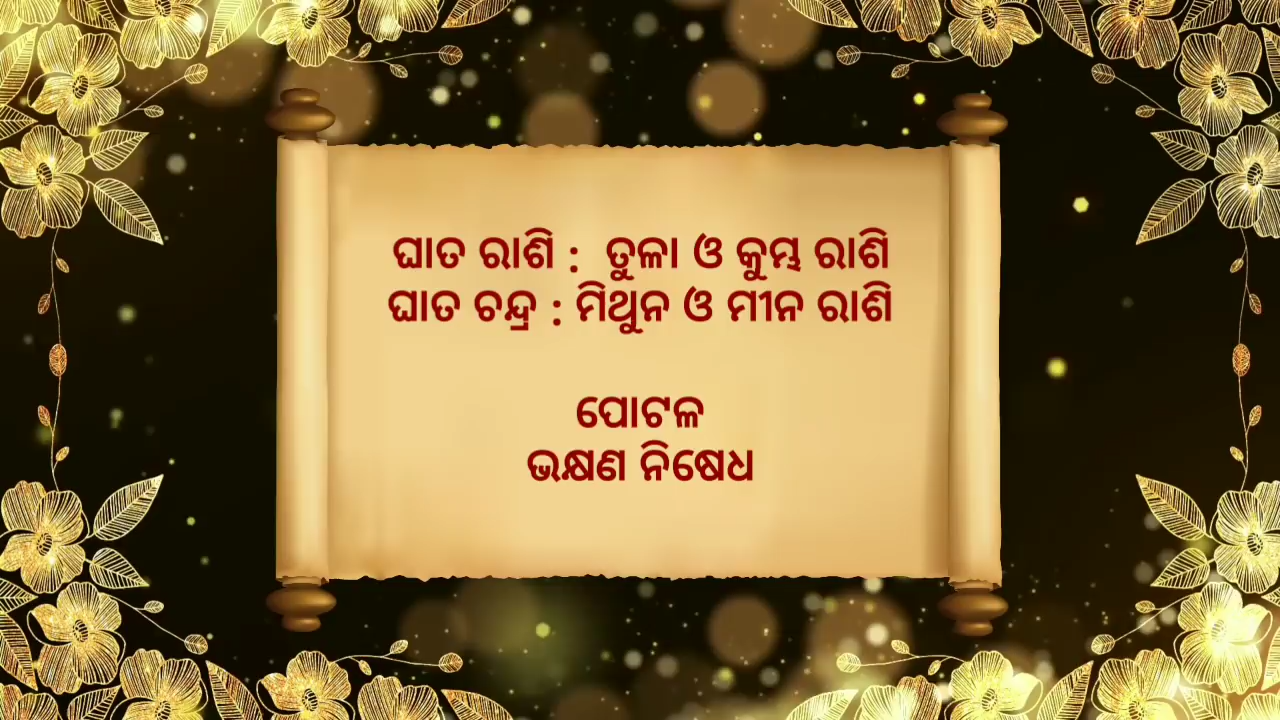 ଘାତ ରାଶି : ତୁଳା ଓ କୁମ୍ଭ ରାଶି
ଘାତ ଚନ୍ଦ୍ର : ମିଥୁନ ଓ ମୀନ ରାଶି
ପୋଟଳ
ଭକ୍ଷଣ ନିଷେଧ